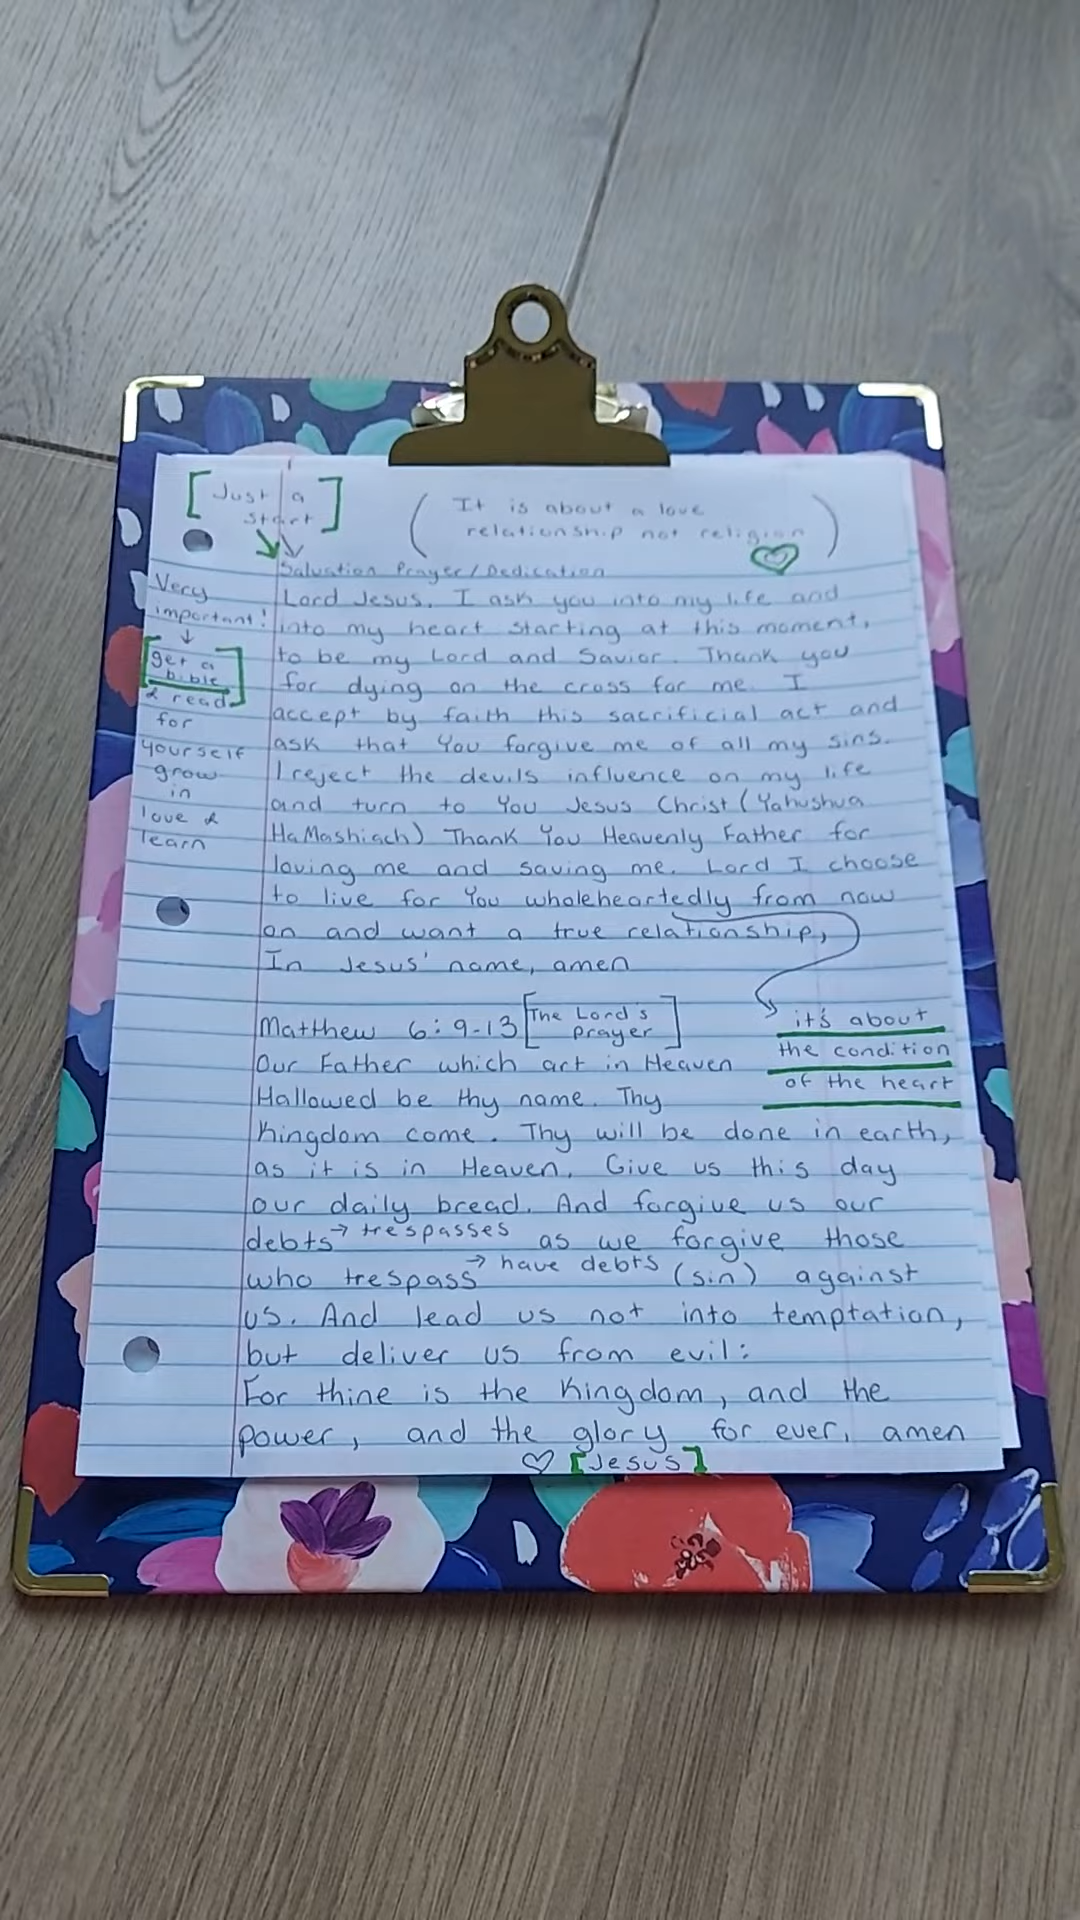 [Just a
start]
(It is about a love
relationship not religion)
Salvation Prayer/Dedication
Very
important!
get a
bible
& read
for
yourself
grow
in
love &
learn
Lord Jesus, I ask you into my life and
into my heart starting at this moment,
to be my Lord and Savior. Thank you
for dying on the cross for me. I
accept by faith this sacrificial act and
ask that You forgive me of all my sins.
I reject the devils influence on my life
and turn to You Jesus Christ (Yahushua
HaMashiach) Thank You Heavenly Father for
loving me and saving me. Lord I choose
to live for You wholeheartedly from now
on and want a true relationship,
In Jesus' name, amen
it's about
the condition
of the heart
Matthew 6:9-13 [The Lord's
Prayer]
Our Father which art in Heaven
Hallowed be thy name. Thy
Kingdom come. Thy will be done in earth,
as it is in Heaven. Give us this day
our daily bread. And forgive us our
debts → trespasses as we forgive those
who trespass → have debts (sin) against
us. And lead us not into temptation,
but deliver us from evil:
For thine is the Kingdom, and the
power, and the glory for ever, amen
♡ [Jesus]